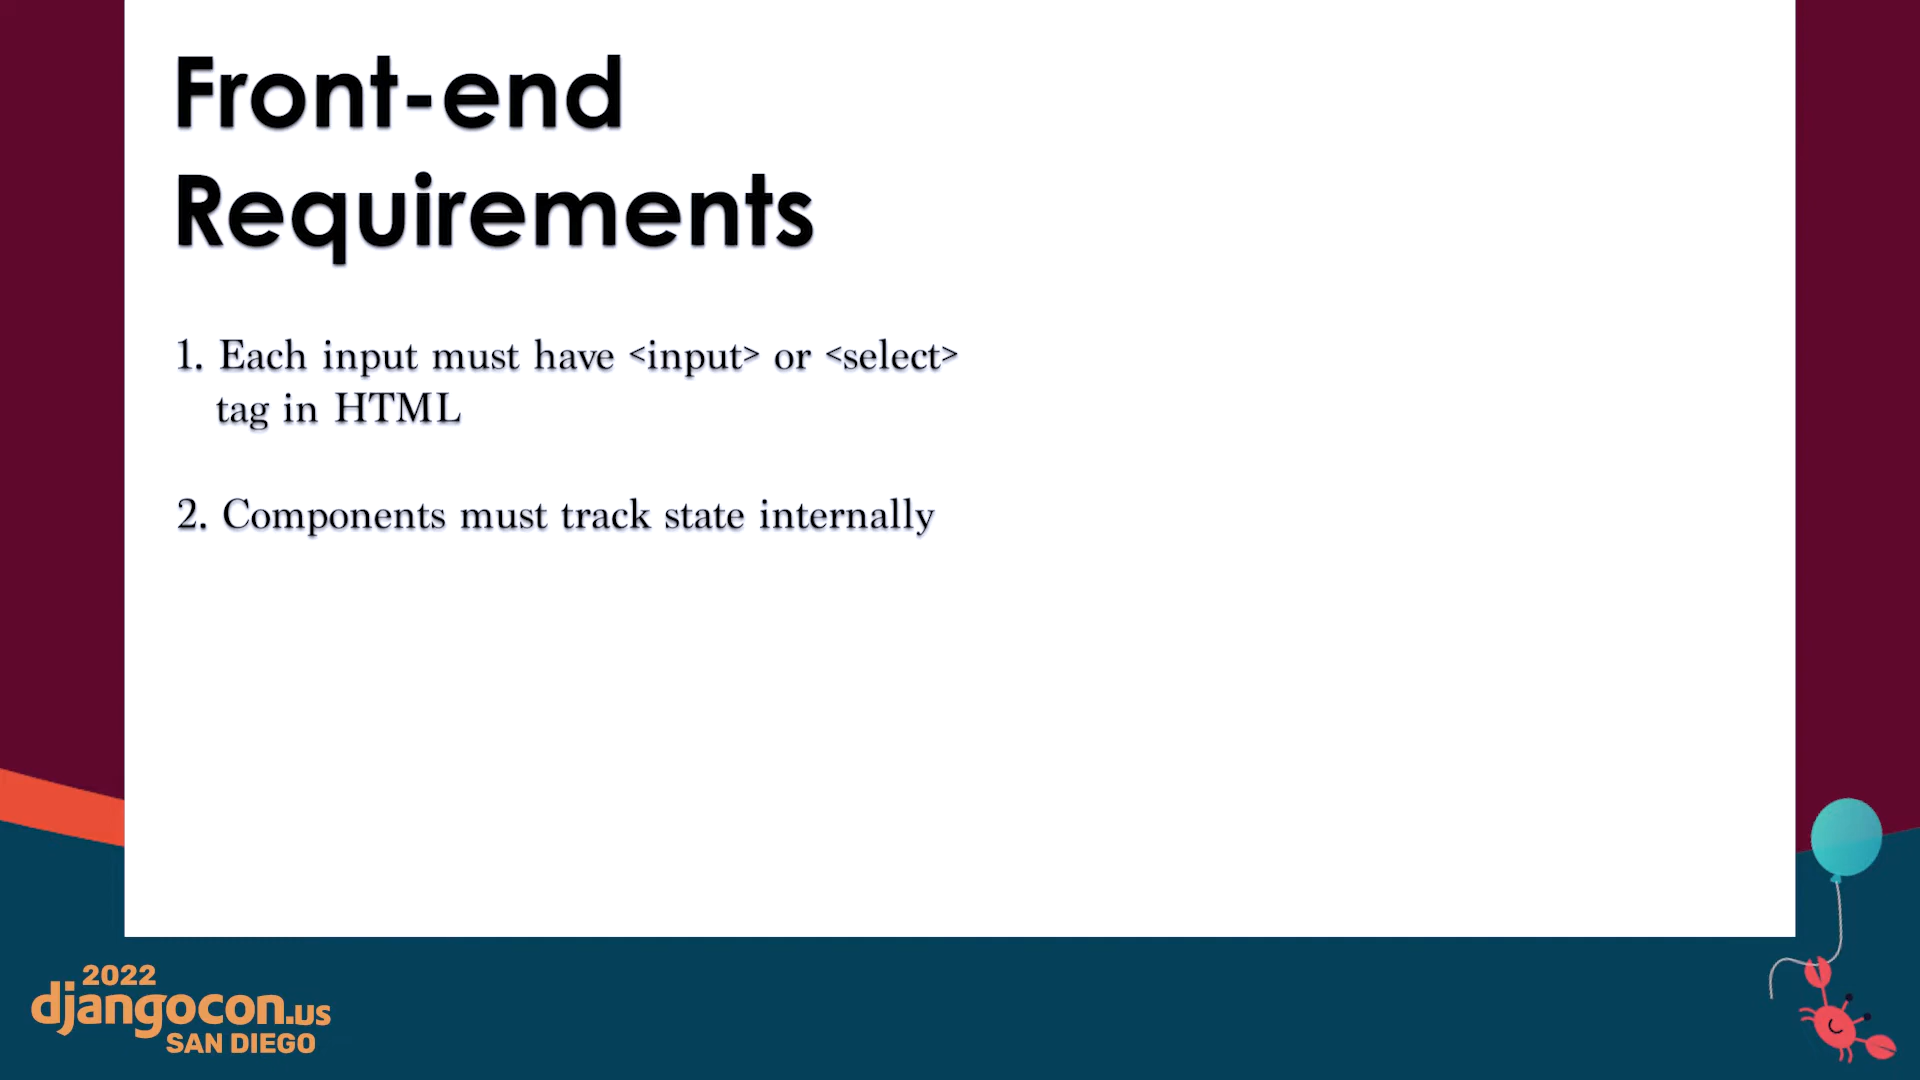 Front-end
Requirements
1. Each input must have <input> or <select>
tag in HTML
2. Components must track state internally
2022
djangocon.us
SAN DIEGO